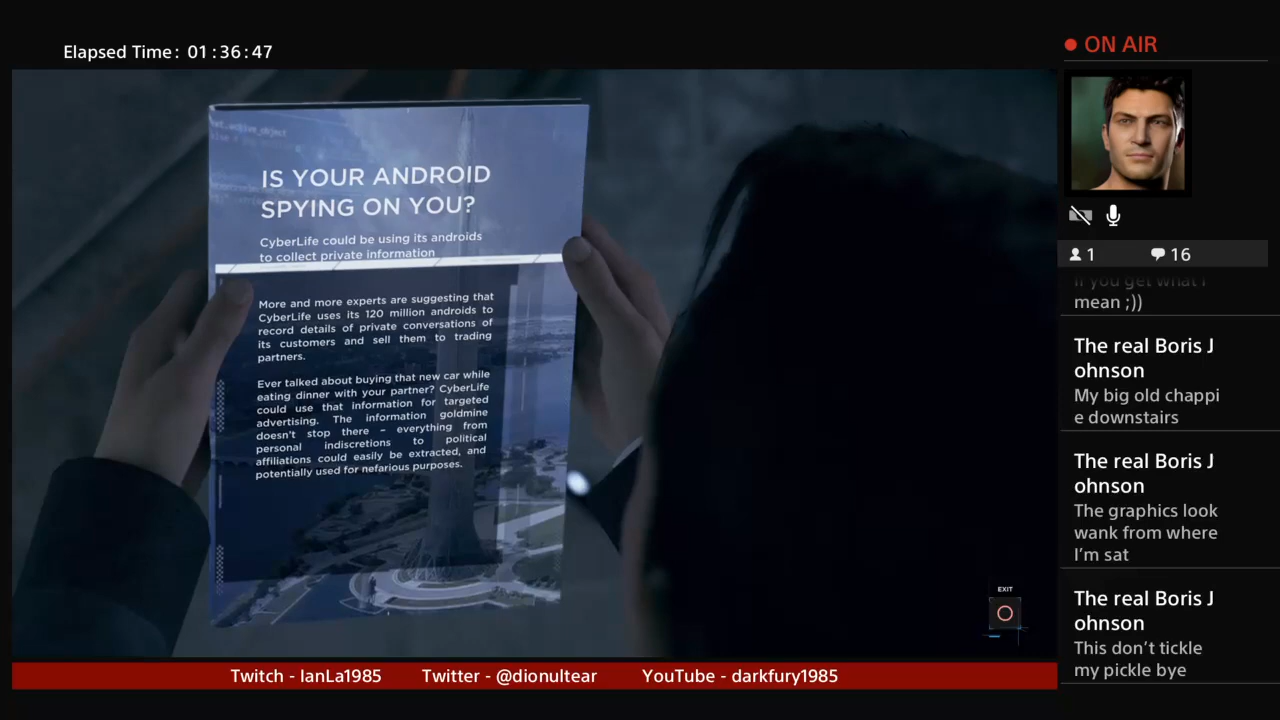 Elapsed Time: 01:36:47
ON AIR
IS YOUR ANDROID
SPYING ON YOU?
CyberLife could be using its androids
to collect private information
More and more experts are suggesting that
CyberLife uses its 120 million androids to
record details of private conversations of
its customers and sell them to trading
partners.
Ever talked about buying that new car while
eating dinner with your partner? CyberLife
could use that information for targeted
advertising. The information goldmine
doesn't stop there – everything from
personal indiscretions to political
affiliations could easily be extracted, and
potentially used for nefarious purposes.
EXIT
1 16
if you get what I
mean ;))
The real Boris J
ohnson
My big old chappi
e downstairs
The real Boris J
ohnson
The graphics look
wank from where
I'm sat
The real Boris J
ohnson
This don't tickle
my pickle bye
Twitch - IanLa1985 Twitter - @dionultear YouTube - darkfury1985